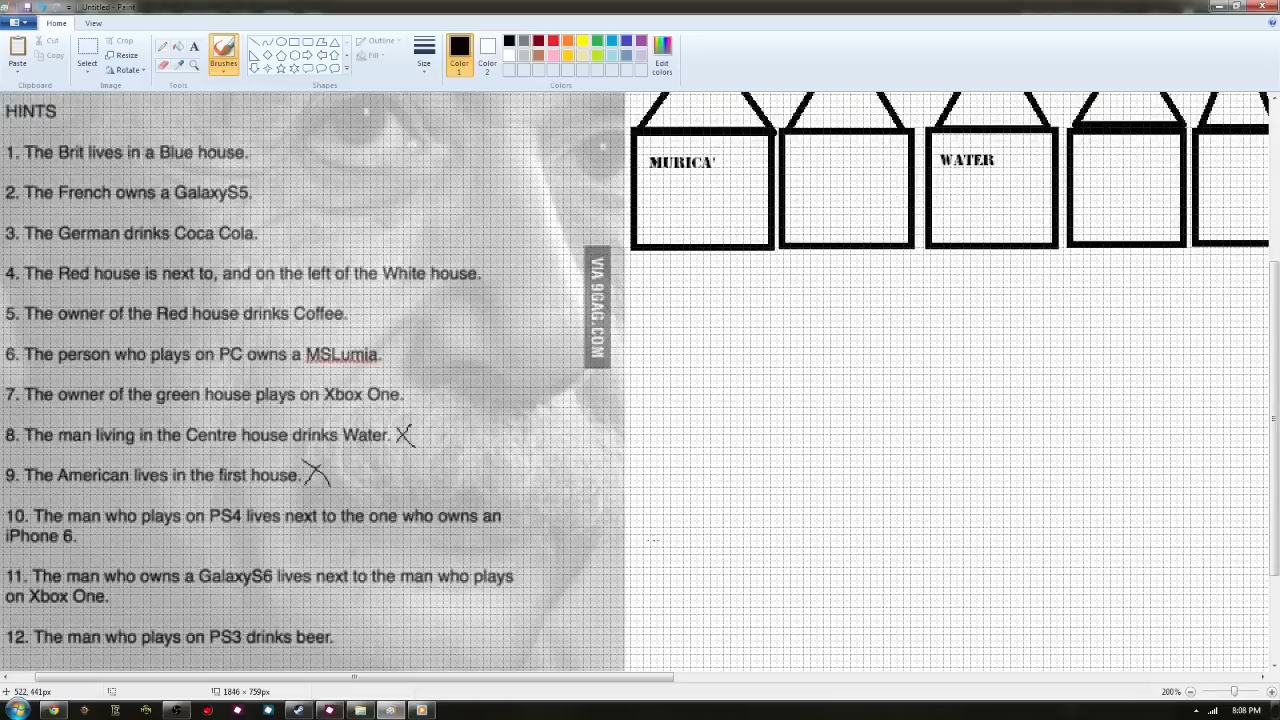 Untitled - Paint
Home
View
Paste
Cut
Copy
Clipboard
Select
Crop
Resize
Rotate
Image
A
Tools
Brushes
Outline
Fill
Shapes
Size
Color 1
Color 2
Edit colors
Colors
HINTS
1. The Brit lives in a Blue house.
2. The French owns a GalaxyS5.
3. The German drinks Coca Cola.
4. The Red house is next to, and on the left of the White house.
5. The owner of the Red house drinks Coffee.
6. The person who plays on PC owns a MSLumia.
7. The owner of the green house plays on Xbox One.
8. The man living in the Centre house drinks Water. X
9. The American lives in the first house. X
10. The man who plays on PS4 lives next to the one who owns an
iPhone 6.
11. The man who owns a GalaxyS6 lives next to the man who plays
on Xbox One.
12. The man who plays on PS3 drinks beer.
VIA 9GAG.COM
MURICA'
WATER
522, 441px
1846 × 759px
200%
8:08 PM